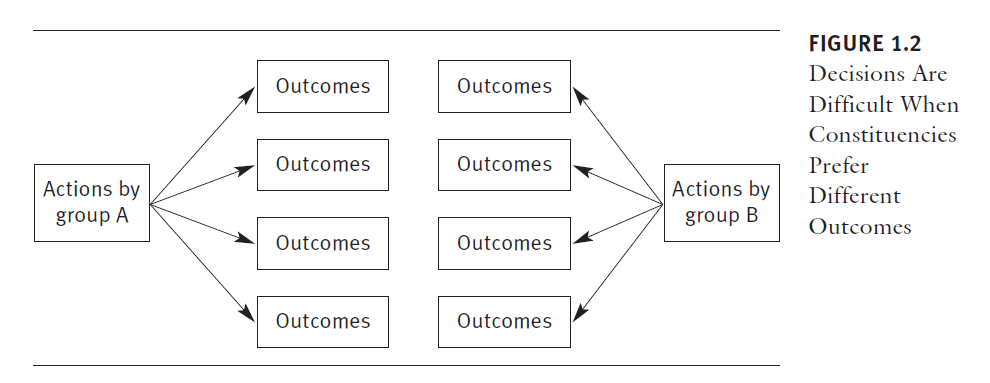 Actions by
group A
Outcomes
Outcomes
Outcomes
Outcomes
Outcomes
Outcomes
Outcomes
Outcomes
Actions by
group B
FIGURE 1.2
Decisions Are
Difficult When
Constituencies
Prefer
Different
Outcomes